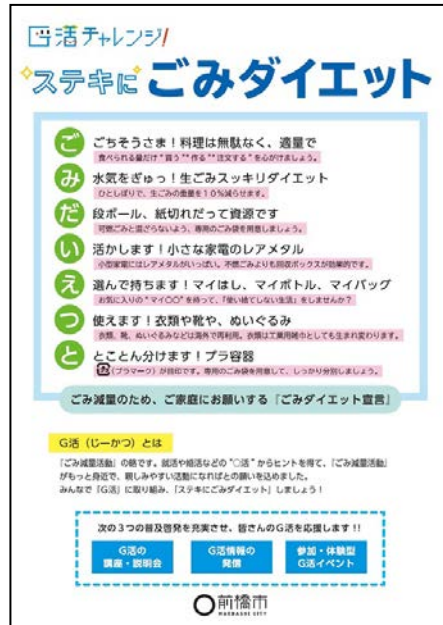 G活チャレンジ!
ステキにごみダイエット
ご ごちそうさま！料理は無駄なく、適量で
食べられる量だけ“買う”“作る”“注文する”を心がけましょう。
み 水気をぎゅっ！生ごみスッキリダイエット
ひとしぼりで、生ごみの重量を10％減らせます。
だ 段ボール、紙切れだって資源です
可燃ごみと混ざらないよう、専用のごみ袋を用意しましょう。
い 活かします！小さな家電のレアメタル
小型家電にはレアメタルがいっぱい。不燃ごみよりも回収ボックスが効果的です。
え 選んで持ちます！マイはし、マイボトル、マイバッグ
お気に入りの“マイ〇〇”を持って、「使い捨てしない生活」をしませんか？
つ 使えます！衣類や靴や、ぬいぐるみ
衣類、靴、ぬいぐるみなどは海外で再利用。衣類は工業用雑巾としても生まれ変わります。
と とことん分けます！プラ容器
プラ(プラマーク）が目印です。専用のごみ袋を用意して、しっかり分別しましょう。
ごみ減量のため、ご家庭にお願いする『ごみダイエット宣言』
G活（じーかつ）とは
『ごみ減量活動』の略です。就活や婚活などの“〇活”からヒントを得て、『ごみ減量活動』
がもっと身近で、親しみやすい活動になればとの願いを込めました。
みんなで『G活』に取り組み、『ステキにごみダイエット』しましょう！
次の3つの普及啓発を充実させ、皆さんのG活を応援します!!
G活の
講座・説明会
G活情報の
発信
参加・体験型
G活イベント
前橋市
MAEBASHI CITY